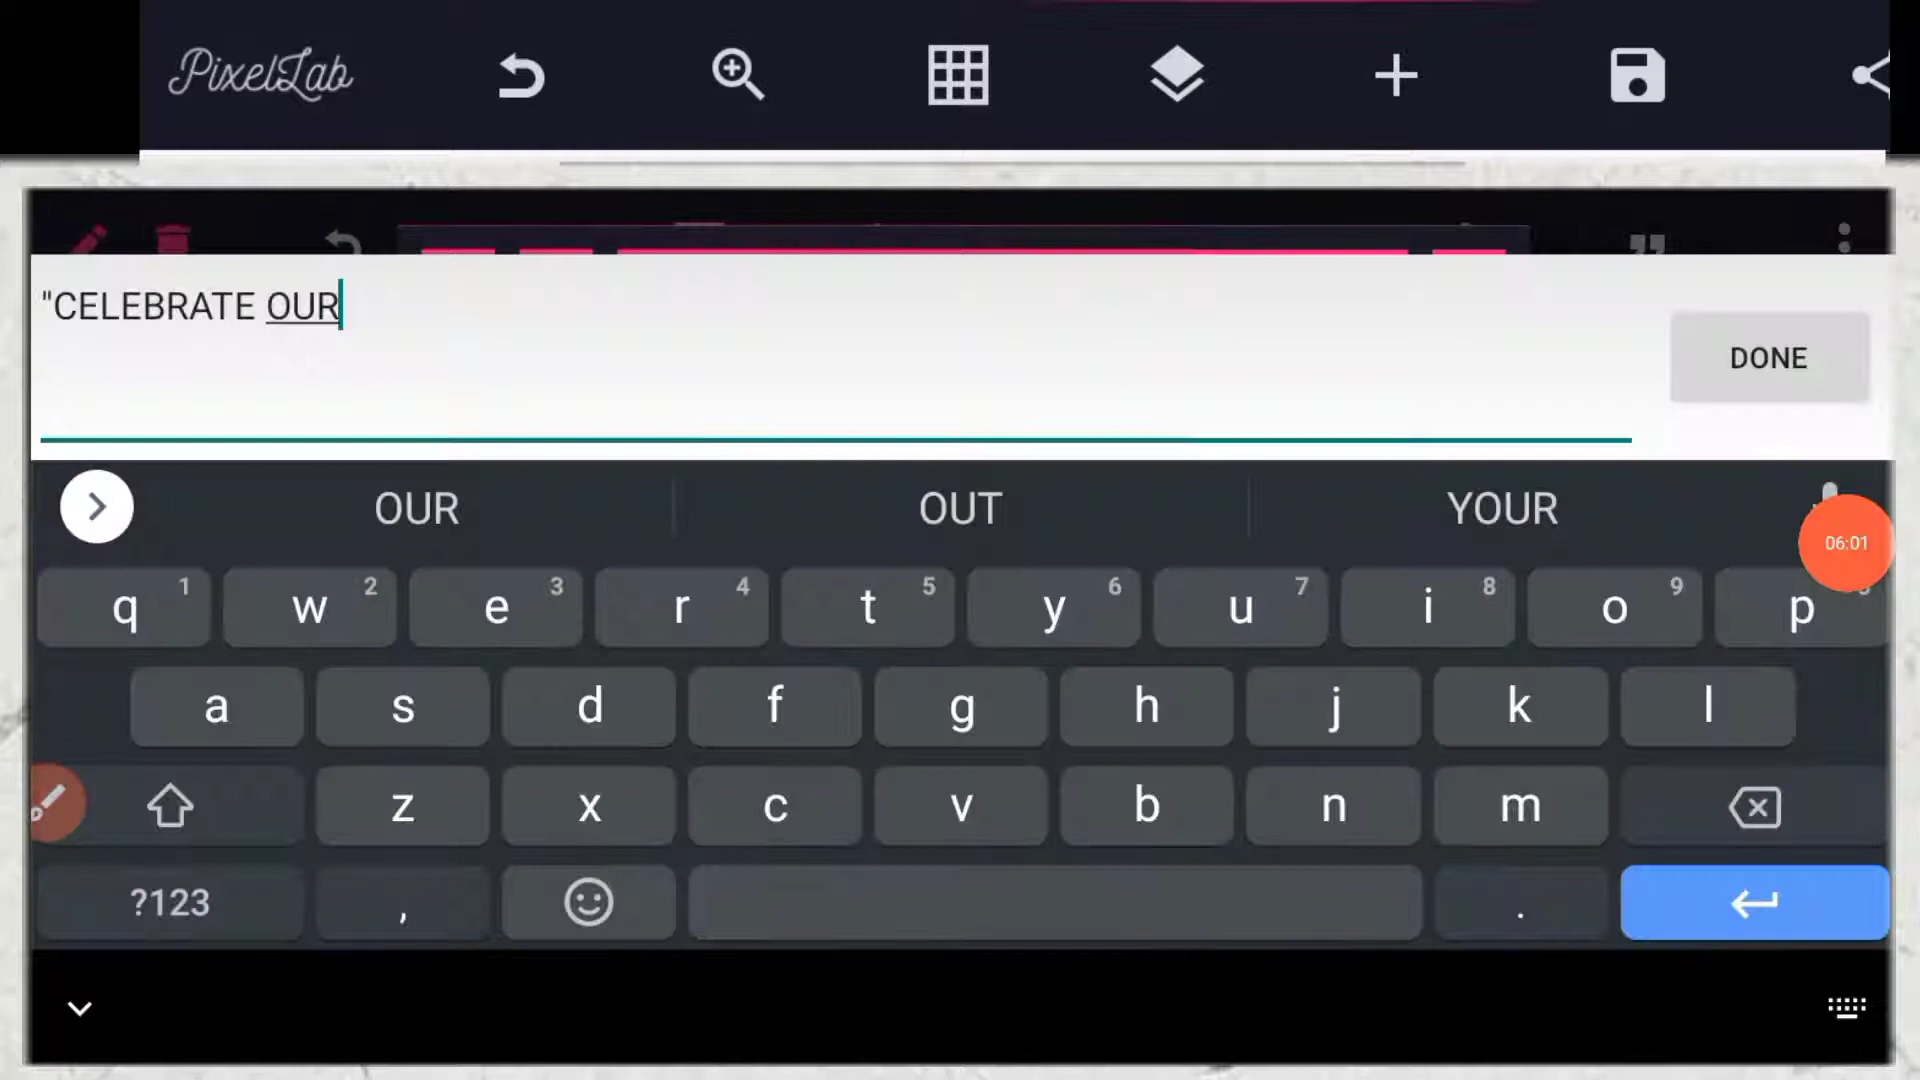 PixelLab
"CELEBRATE OUR
DONE
OUR OUT YOUR
06:01
q 1 w 2 e 3 r 4 t 5 y 6 u 7 i 8 o 9 p
a s d f g h j k l
z x c v b n m
?123 , .